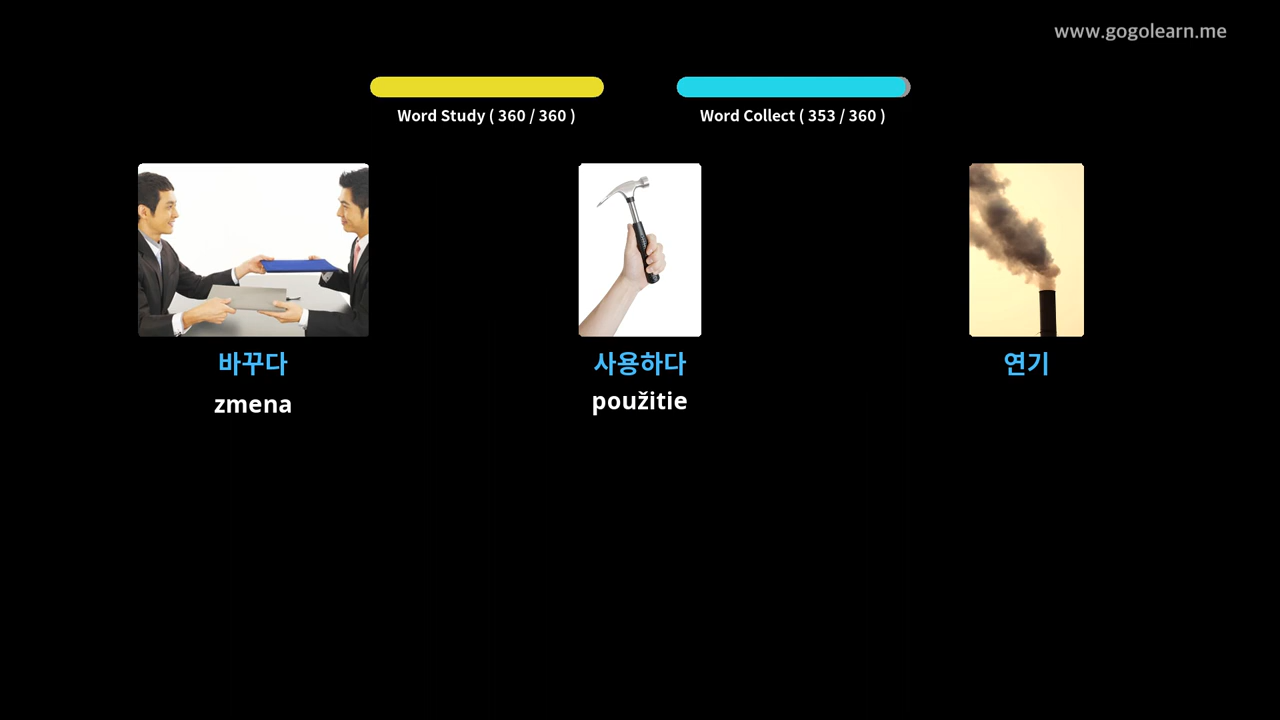 www.gogolearn.me
Word Study ( 360 / 360 )
Word Collect ( 353 / 360 )
바꾸다
사용하다
연기
zmena
použitie